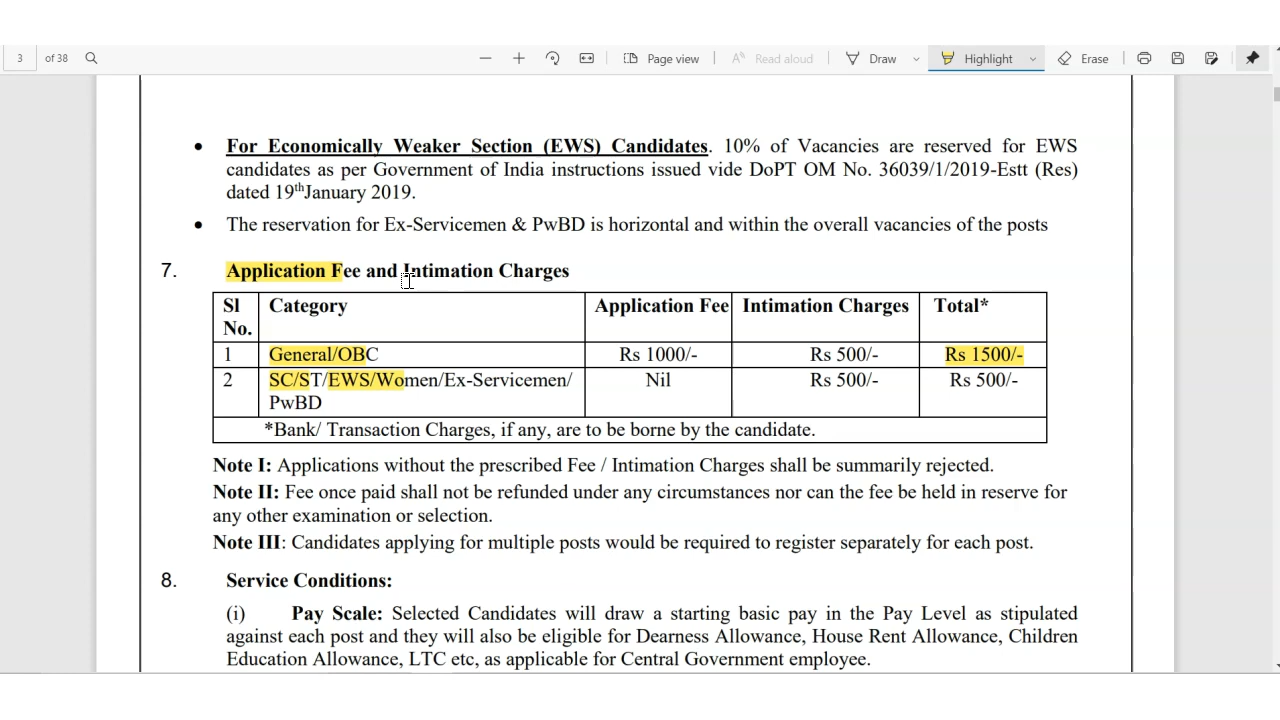 3 of 38 Page view Read aloud Draw Highlight Erase
• For Economically Weaker Section (EWS) Candidates. 10% of Vacancies are reserved for EWS
candidates as per Government of India instructions issued vide DoPT OM No. 36039/1/2019-Estt (Res)
dated 19thJanuary 2019.
• The reservation for Ex-Servicemen & PwBD is horizontal and within the overall vacancies of the posts
7. Application Fee and Intimation Charges
Sl Category Application Fee Intimation Charges Total*
No.
1 General/OBC Rs 1000/- Rs 500/- Rs 1500/-
2 SC/ST/EWS/Women/Ex-Servicemen/ Nil Rs 500/- Rs 500/-
PwBD
*Bank/ Transaction Charges, if any, are to be borne by the candidate.
Note I: Applications without the prescribed Fee / Intimation Charges shall be summarily rejected.
Note II: Fee once paid shall not be refunded under any circumstances nor can the fee be held in reserve for
any other examination or selection.
Note III: Candidates applying for multiple posts would be required to register separately for each post.
8. Service Conditions:
(i) Pay Scale: Selected Candidates will draw a starting basic pay in the Pay Level as stipulated
against each post and they will also be eligible for Dearness Allowance, House Rent Allowance, Children
Education Allowance, LTC etc, as applicable for Central Government employee.